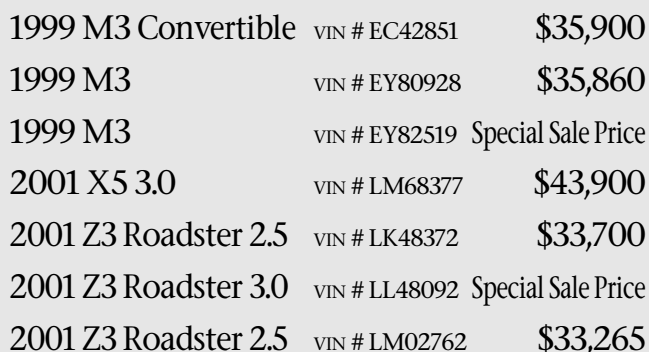 1999 M3 Convertible VIN # EC42851 $35,900
1999 M3 VIN # EY80928 $35,860
1999 M3 VIN # EY82519 Special Sale Price
2001 X5 3.0 VIN # LM68377 $43,900
2001 Z3 Roadster 2.5 VIN # LK48372 $33,700
2001 Z3 Roadster 3.0 VIN # LL48092 Special Sale Price
2001 Z3 Roadster 2.5 VIN # LM02762 $33,265